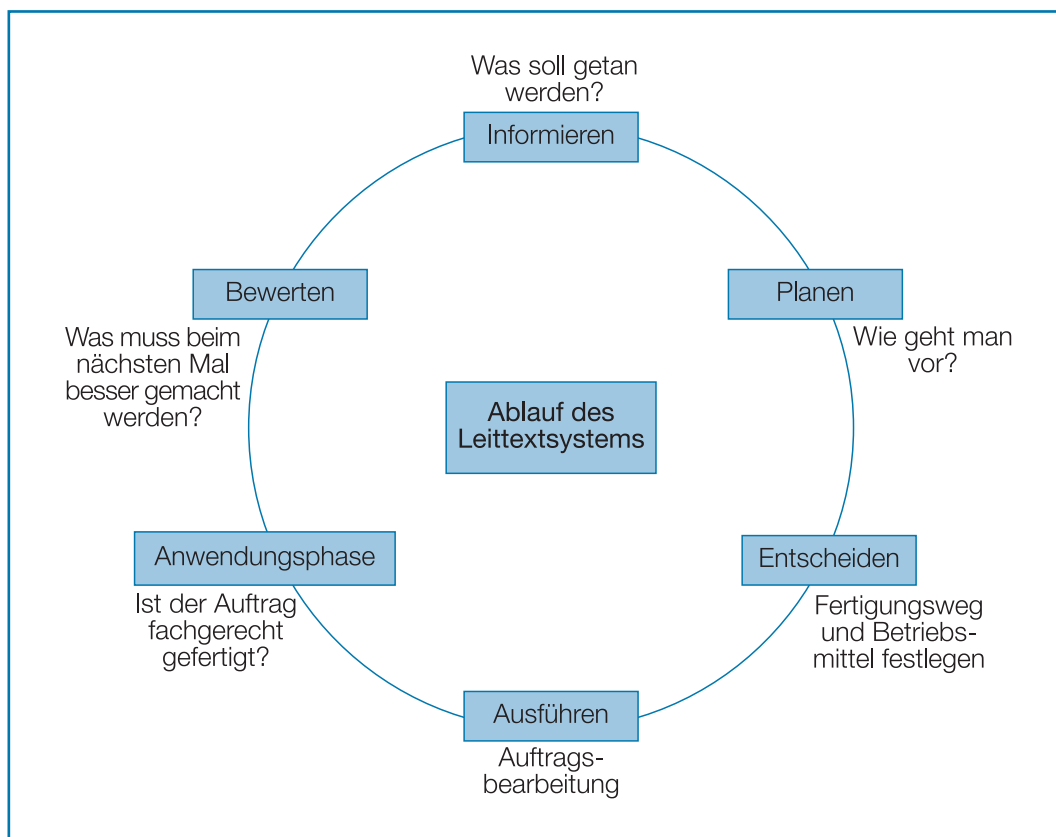 Was soll getan
werden?
Informieren
Bewerten
Planen
Was muss beim
nächsten Mal
besser gemacht
werden?
Wie geht man
vor?
Ablauf des
Leittextsystems
Anwendungsphase
Ist der Auftrag
fachgerecht
gefertigt?
Entscheiden
Fertigungsweg
und Betriebs-
mittel festlegen
Ausführen
Auftrags-
bearbeitung